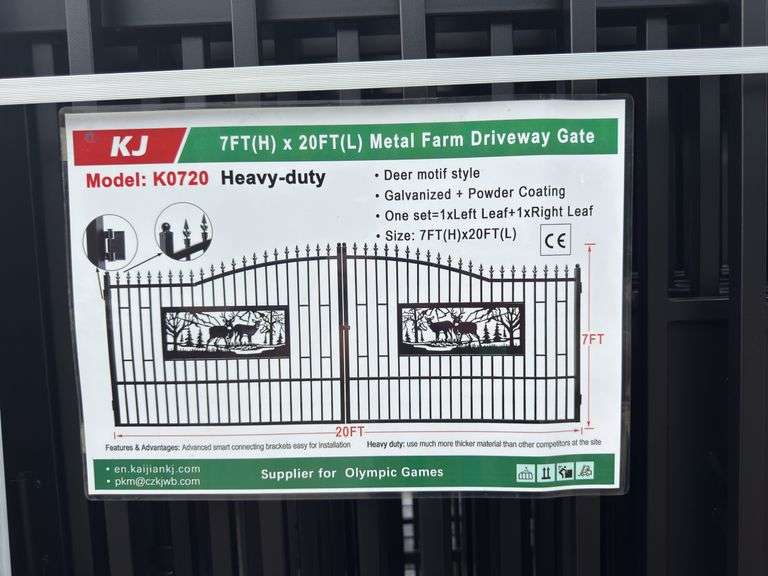 KJ
7FT(H) x 20FT(L) Metal Farm Driveway Gate
Model: K0720 Heavy-duty
• Deer motif style
• Galvanized + Powder Coating
• One set=1xLeft Leaf+1xRight Leaf
• Size: 7FT(H)x20FT(L)
CE
7FT
20FT
Features & Advantages: Advanced smart connecting brackets easy for installation
Heavy duty: use much more thicker material than other competitors at the site
• en.kaijiankj.com
• pkm@czkjwb.com
Supplier for Olympic Games